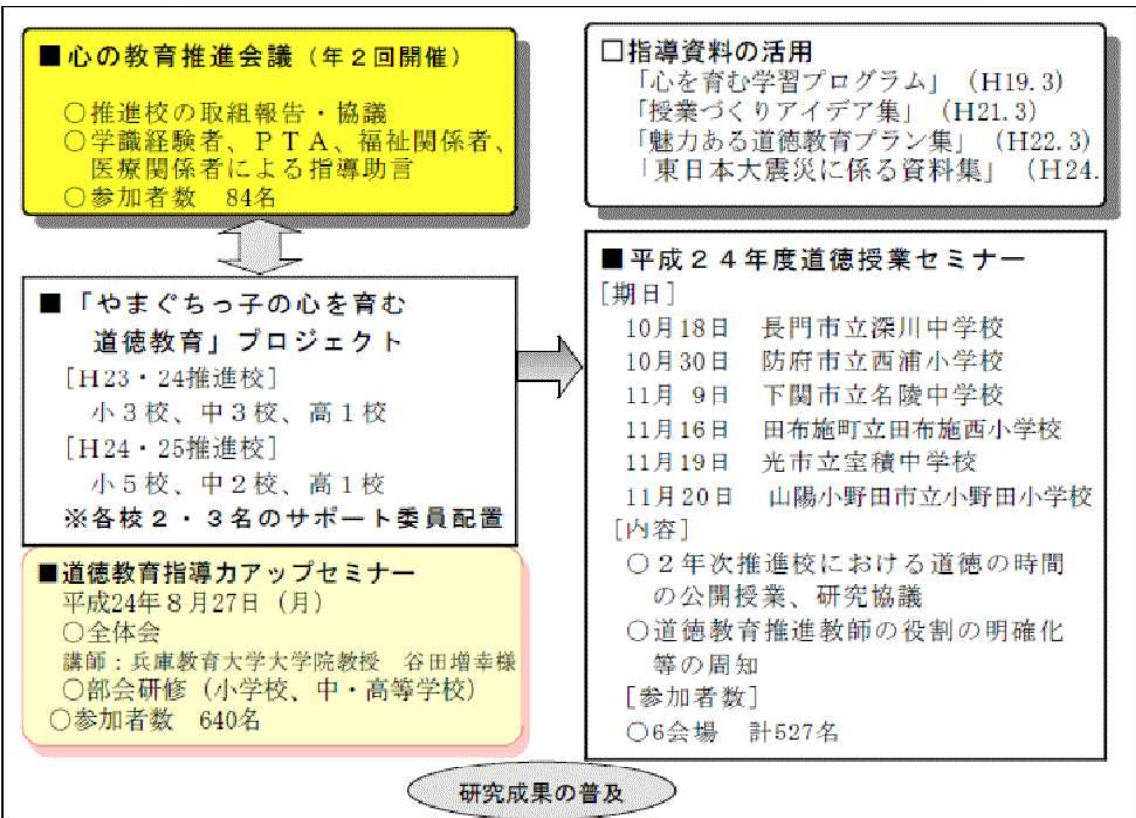 ■心の教育推進会議（年２回開催）
○推進校の取組報告・協議
○学識経験者、ＰＴＡ、福祉関係者、
医療関係者による指導助言
○参加者数　84名
■「やまぐちっ子の心を育む
道徳教育」プロジェクト
［H23・24推進校］
小３校、中３校、高１校
［H24・25推進校］
小５校、中２校、高１校
※各校２・３名のサポート委員配置
■道徳教育指導力アップセミナー
平成24年８月27日（月）
○全体会
講師：兵庫教育大学大学院教授　谷田増幸様
○部会研修（小学校、中・高等学校）
○参加者数　640名
□指導資料の活用
「心を育む学習プログラム」（H19.3)
「授業づくりアイデア集」（H21.3)
「魅力ある道徳教育プラン集」（H22.3)
「東日本大震災に係る資料集」（H24.
■平成２４年度道徳授業セミナー
［期日］
10月18日　長門市立深川中学校
10月30日　防府市立西浦小学校
11月 9日　下関市立名陵中学校
11月16日　田布施町立田布施西小学校
11月19日　光市立室積中学校
11月20日　山陽小野田市立小野田小学校
［内容］
○２年次推進校における道徳の時間
の公開授業、研究協議
○道徳教育推進教師の役割の明確化
等の周知
［参加者数］
○6会場　計527名
研究成果の普及